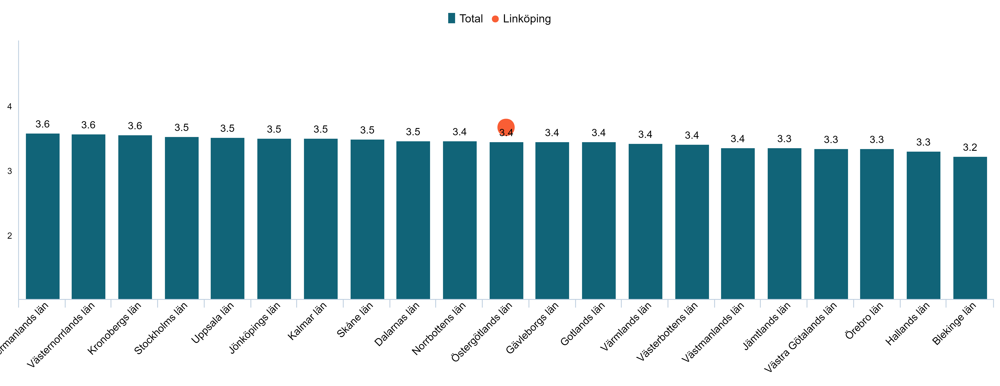 Total Linköping
4
3
2
3.6 3.6 3.6 3.5 3.5 3.5 3.5 3.5 3.5 3.4 3.4 3.4 3.4 3.4 3.4 3.4 3.3 3.3 3.3 3.3 3.2
ermanlands län
Västernorrlands län
Kronobergs län
Stockholms län
Uppsala län
Jönköpings län
Kalmar län
Skåne län
Dalarnas län
Norrbottens län
Östergötlands län
Gävleborgs län
Gotlands län
Värmlands län
Västerbottens län
Västmanlands län
Jämtlands län
Västra Götalands län
Örebro län
Hallands län
Blekinge län